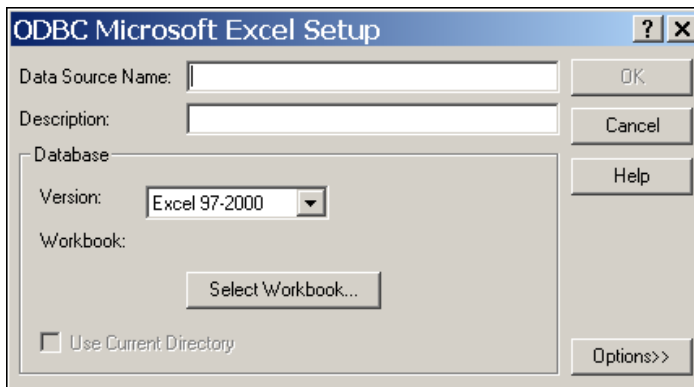 ODBC Microsoft Excel Setup
Data Source Name:
OK
Description:
Cancel
Database
Help
Version:
Excel 97-2000
Workbook:
Select Workbook...
Use Current Directory
Options>>